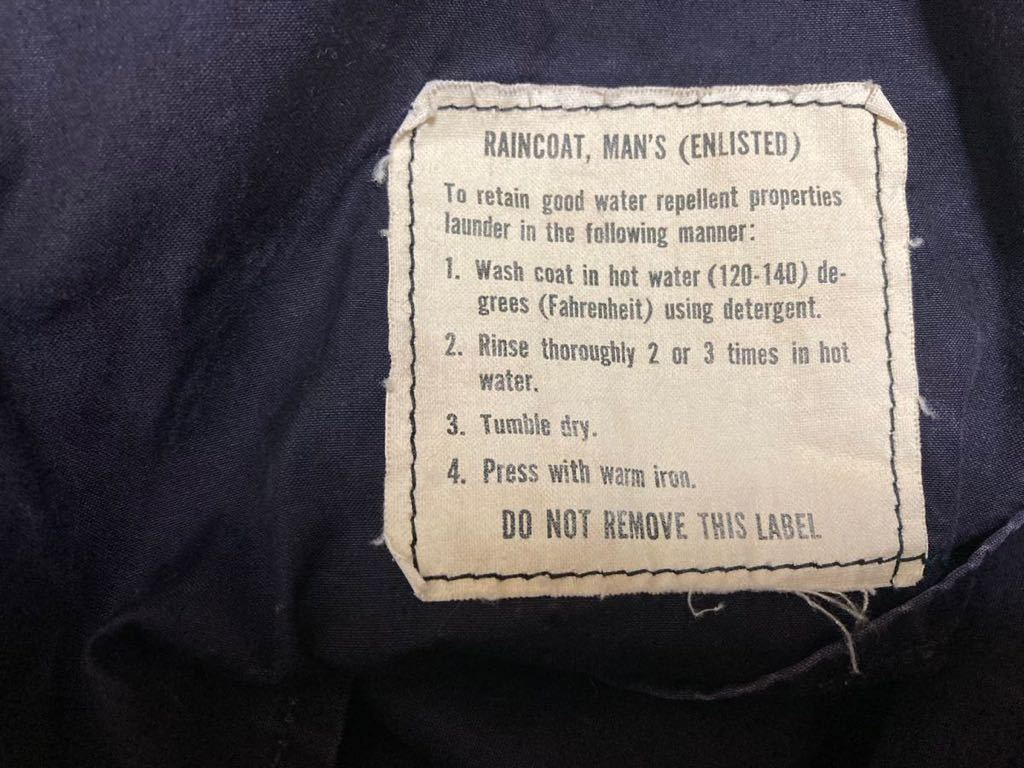 RAINCOAT, MAN'S (ENLISTED)
To retain good water repellent properties
launder in the following manner:
1. Wash coat in hot water (120-140) de-
grees (Fahrenheit) using detergent.
2. Rinse thoroughly 2 or 3 times in hot
water.
3. Tumble dry.
4. Press with warm iron.
DO NOT REMOVE THIS LABEL